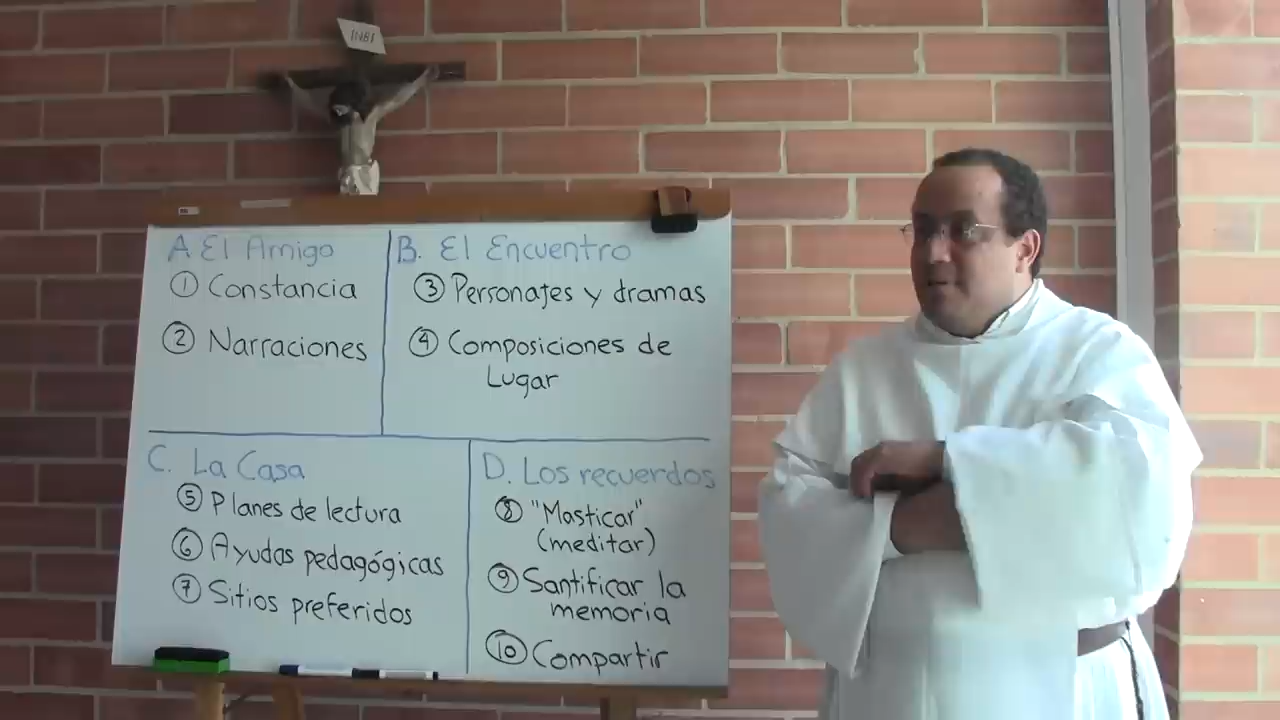 INRI
A. El Amigo
① Constancia
② Narraciones
B. El Encuentro
③ Personajes y dramas
④ Composiciones de
Lugar
C. La Casa
⑤ Planes de lectura
⑥ Ayudas pedagógicas
⑦ Sitios preferidos
D. Los recuerdos
⑧ "Masticar"
(meditar)
⑨ Santificar la
memoria
⑩ Compartir